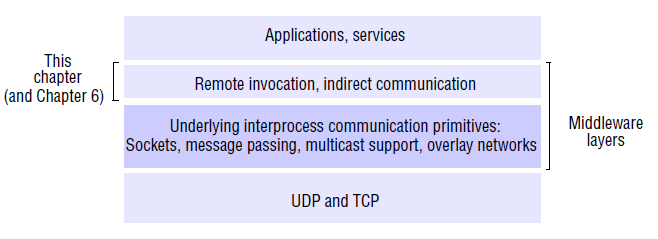 Applications, services
This
chapter
(and Chapter 6)
Remote invocation, indirect communication
Underlying interprocess communication primitives:
Sockets, message passing, multicast support, overlay networks
Middleware
layers
UDP and TCP